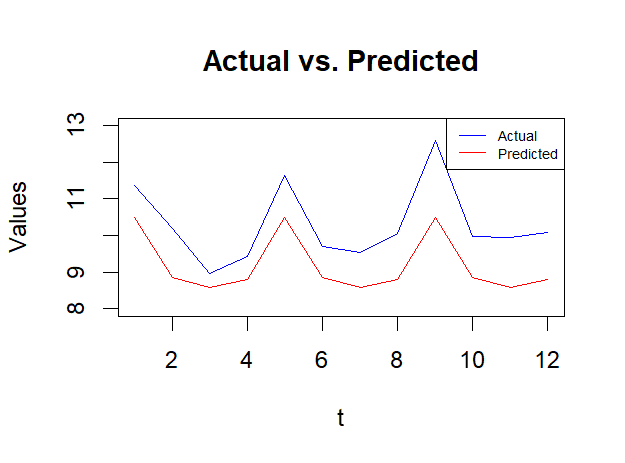 Actual vs. Predicted
Actual
Predicted
Values
13
11
9
8
2 4 6 8 10 12
t